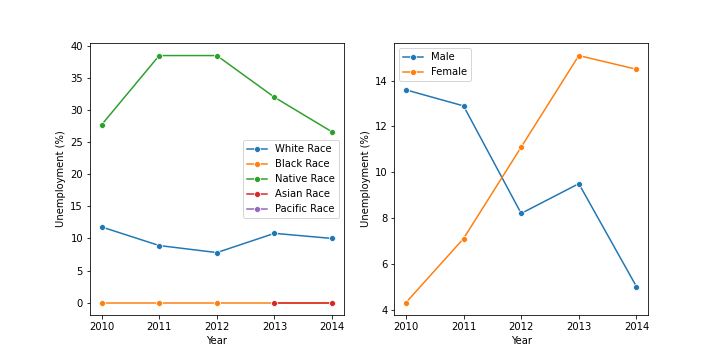 40
35
30
25
20
15
10
5
0
Unemployment (%)
White Race
Black Race
Native Race
Asian Race
Pacific Race
2010 2011 2012 2013 2014
Year
14
12
10
8
6
4
Unemployment (%)
Male
Female
2010 2011 2012 2013 2014
Year